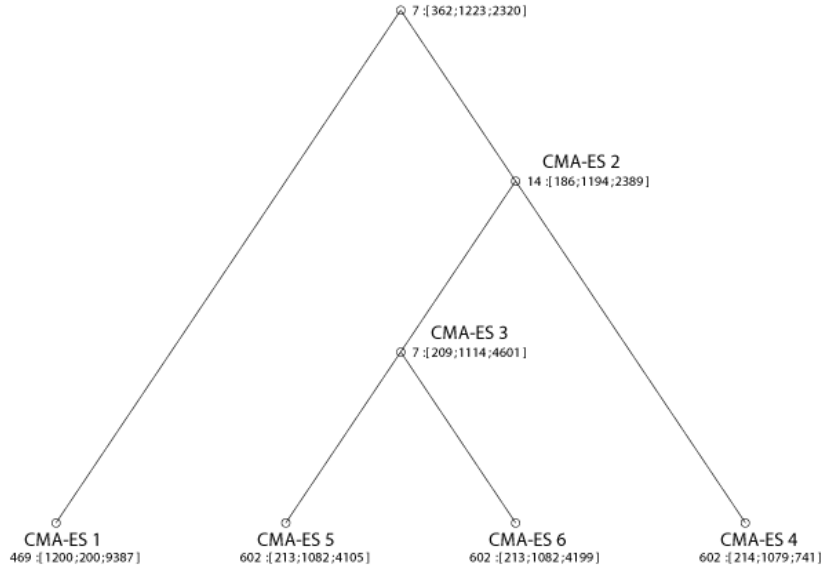 7 :[362;1223;2320]
CMA-ES 2
14 :[186;1194;2389]
CMA-ES 3
7 :[209;1114;4601]
CMA-ES 1
469 :[1200;200;9387]
CMA-ES 5
602 :[213;1082;4105]
CMA-ES 6
602 :[213;1082;4199]
CMA-ES 4
602 :[214;1079;741]